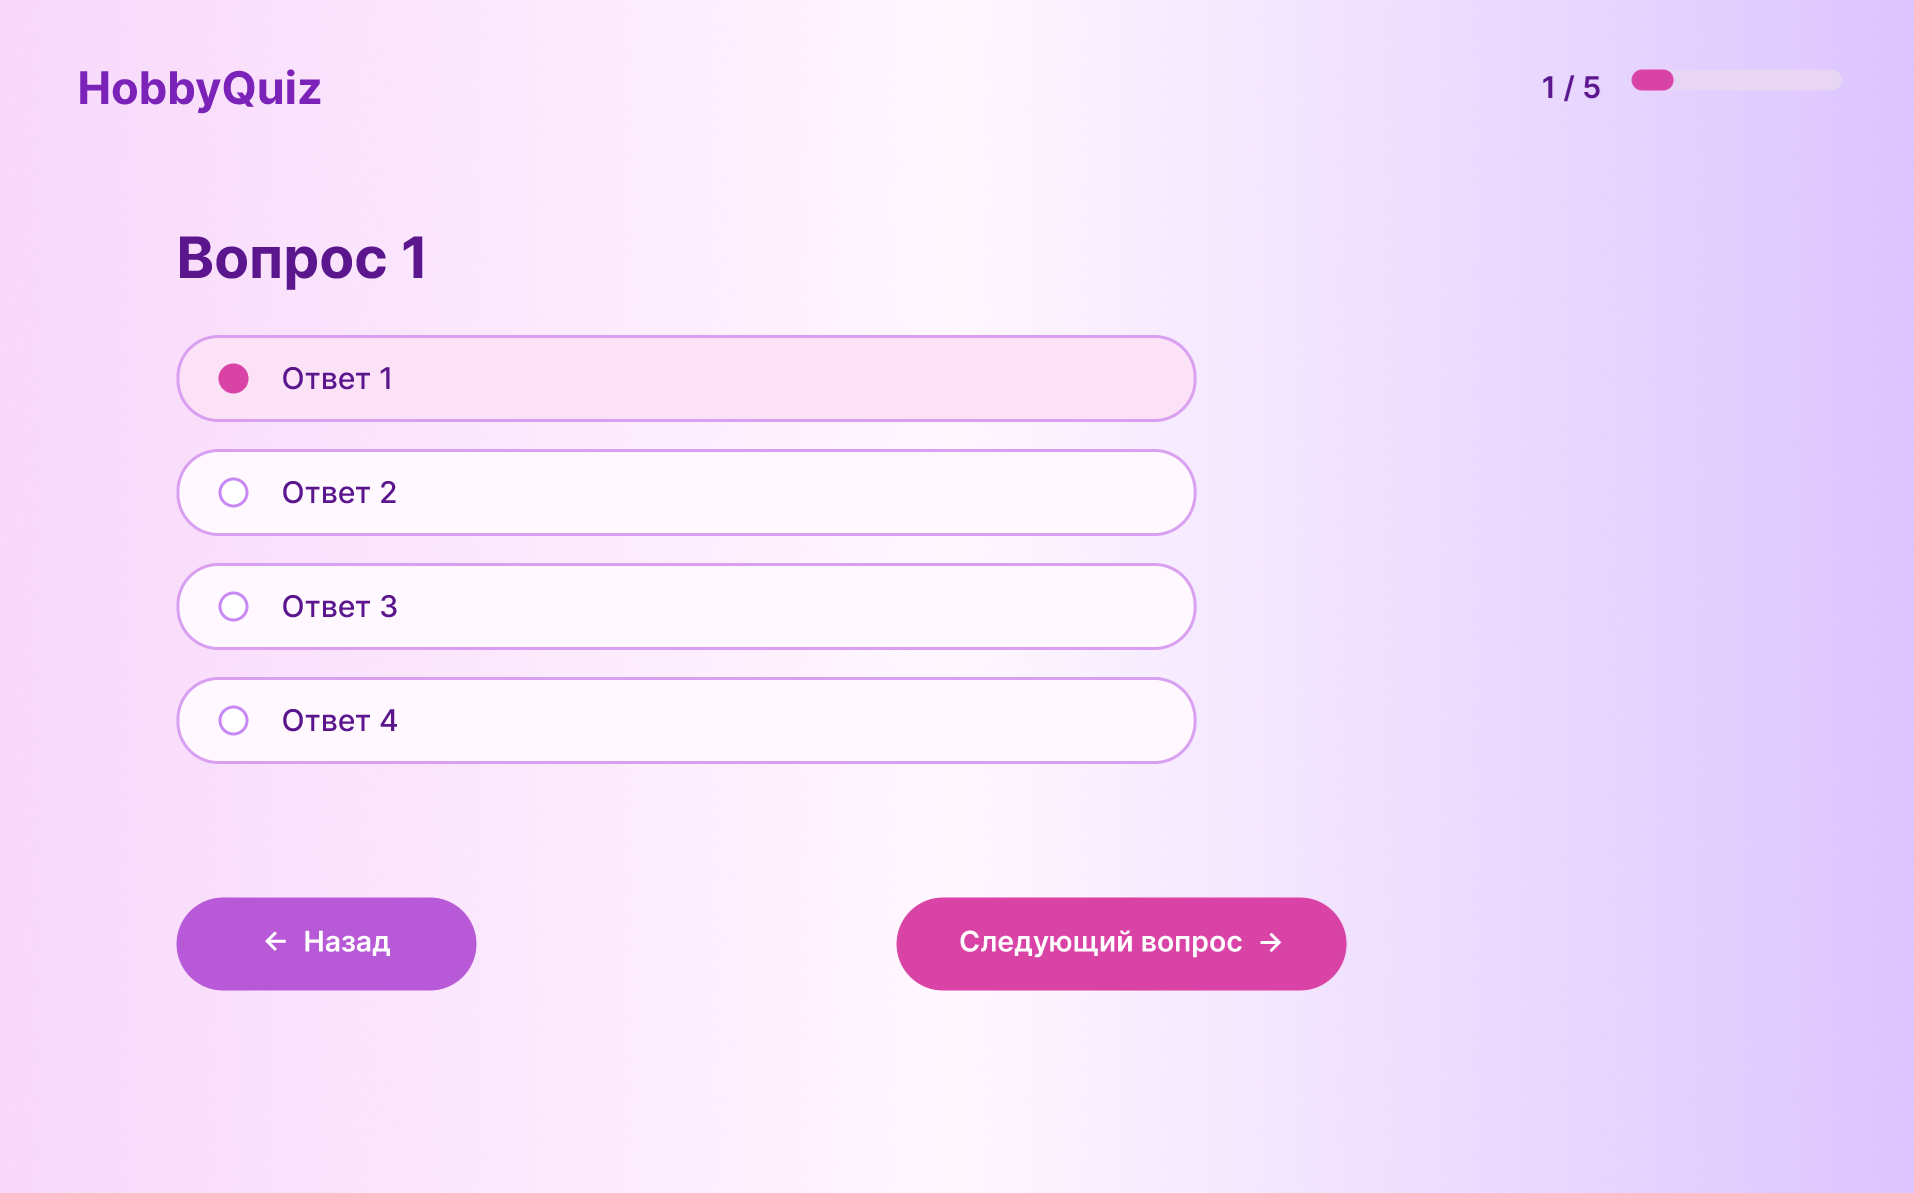 HobbyQuiz
1 / 5
Вопрос 1
Ответ 1
Ответ 2
Ответ 3
Ответ 4
← Назад
Следующий вопрос →